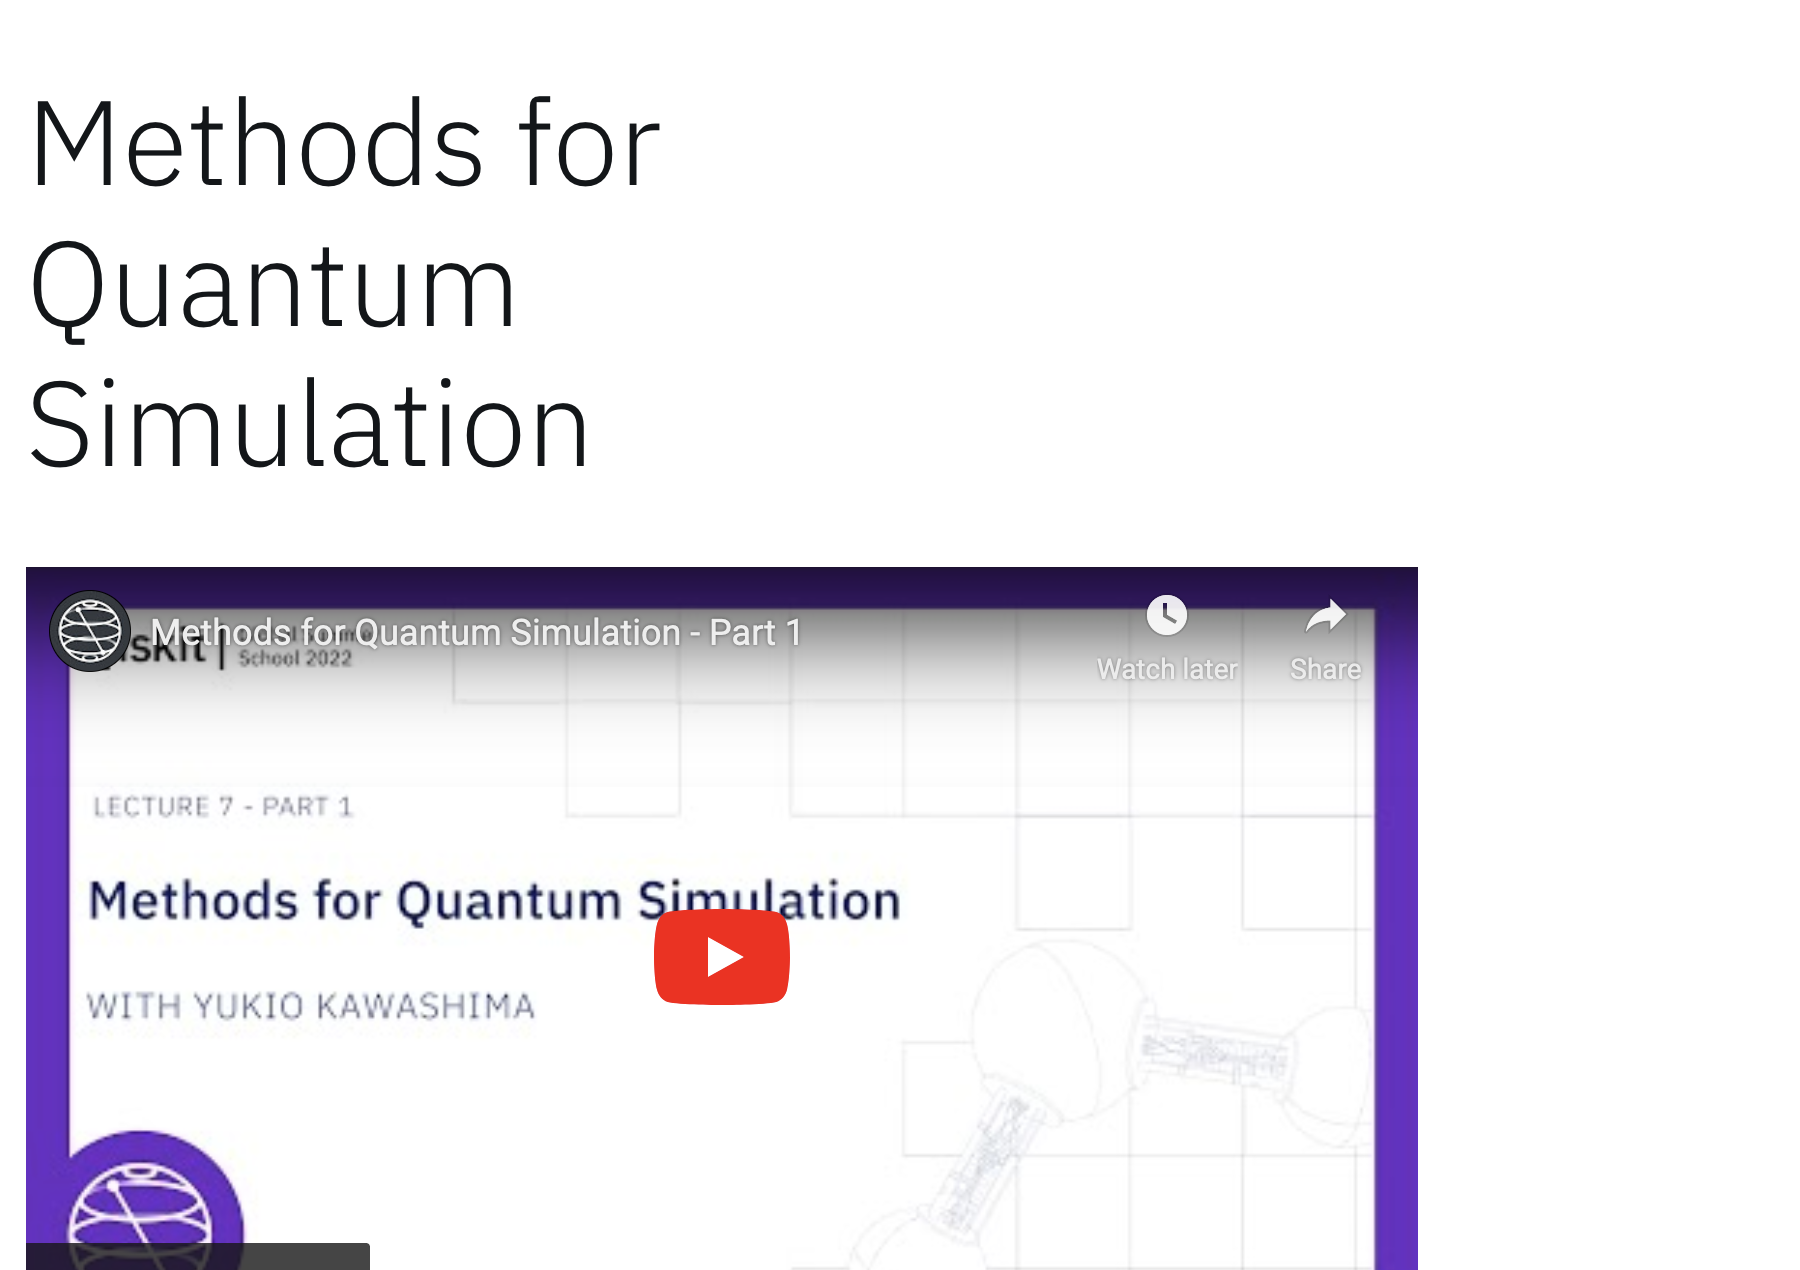 Methods for
Quantum
Simulation
Methods for Quantum Simulation - Part 1
School 2022
Watch later
Share
LECTURE 7 - PART 1
Methods for Quantum Simulation
WITH YUKIO KAWASHIMA